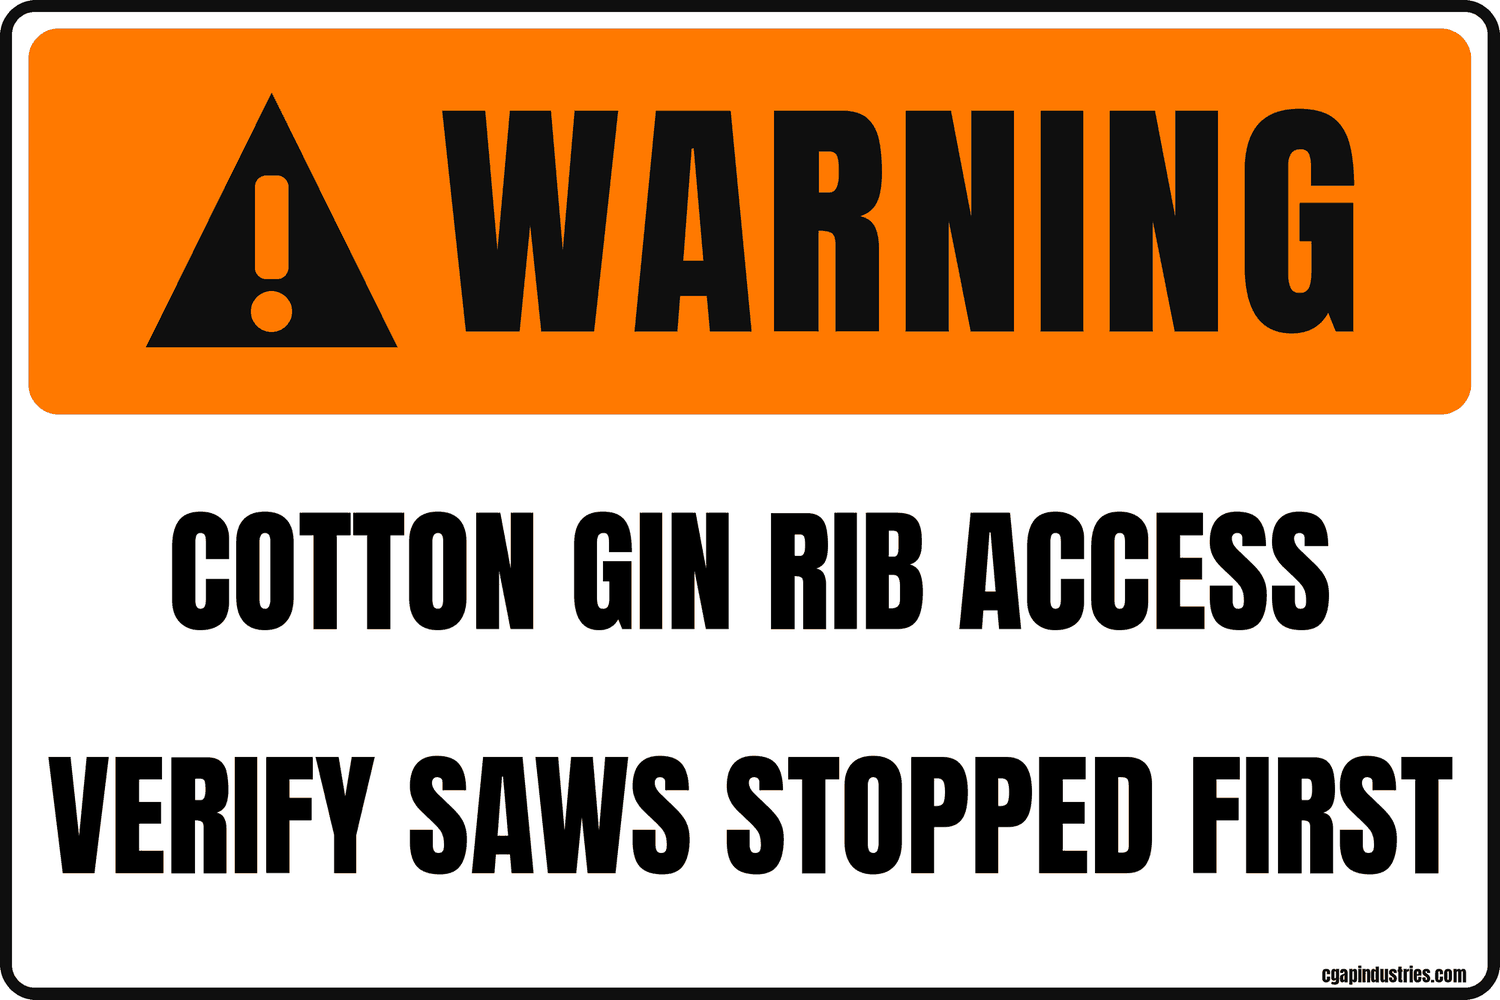 WARNING
COTTON GIN RIB ACCESS
VERIFY SAWS STOPPED FIRST
cgapindustries.com